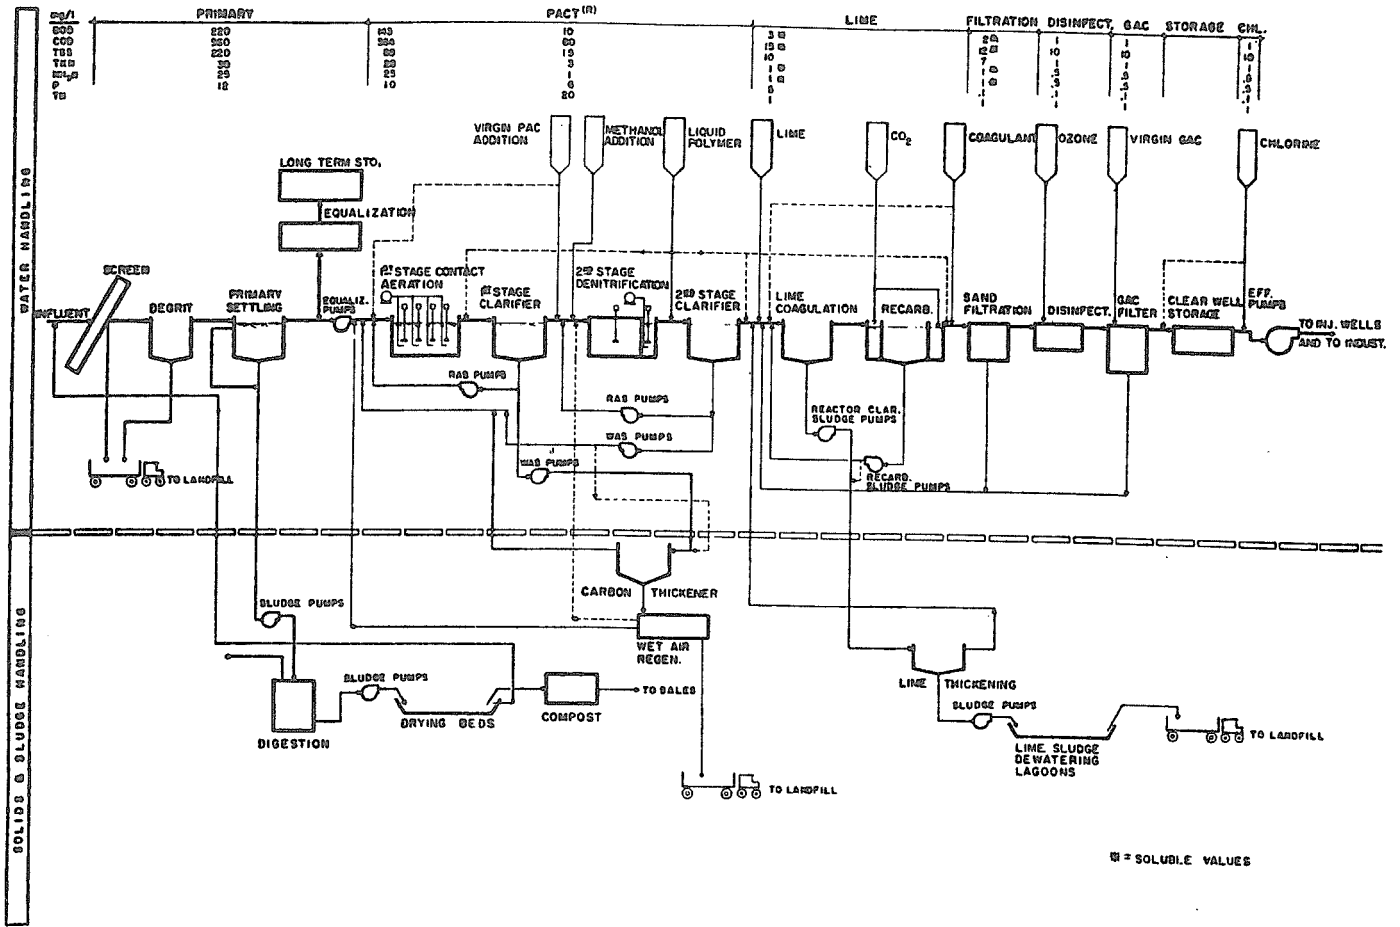 WATER HANDLING
SOLIDS & SLUDGE HANDLING
mg/l
BOD
COD
TSS
P
TN
PRIMARY
220
220
12
PACT (R)
10
20
LIME
FILTRATION
DISINFECT.
GAC
STORAGE
CHL.
VIRGIN PAC
ADDITION
METHANOL
ADDITION
LIQUID
POLYMER
LIME
CO2
COAGULANT
OZONE
VIRGIN GAC
CHLORINE
LONG TERM STO.
EQUALIZATION
SCREEN
INFLUENT
DEGRIT
PRIMARY
SETTLING
EQUALIZ.
PUMPS
1ST STAGE CONTACT
AERATION
1ST STAGE
CLARIFIER
2ND STAGE
DENITRIFICATION
2ND STAGE
CLARIFIER
LIME
COAGULATION
RECARB.
SAND
FILTRATION
DISINFECT.
GAC
FILTER
CLEAR WELL
STORAGE
EFF.
PUMPS
TO INJ. WELLS
AND TO INDUST.
RAS PUMPS
RAS PUMPS
WAS PUMPS
WAS PUMPS
REACTOR CLAR.
SLUDGE PUMPS
RECARB.
SLUDGE PUMPS
TO LANDFILL
CARBON THICKENER
SLUDGE PUMPS
WET AIR
REGEN.
SLUDGE PUMPS
TO SALES
DRYING BEDS
COMPOST
DIGESTION
LIME THICKENING
SLUDGE PUMPS
LIME SLUDGE
DEWATERING
LAGOONS
TO LANDFILL
TO LANDFILL
= SOLUBLE VALUES